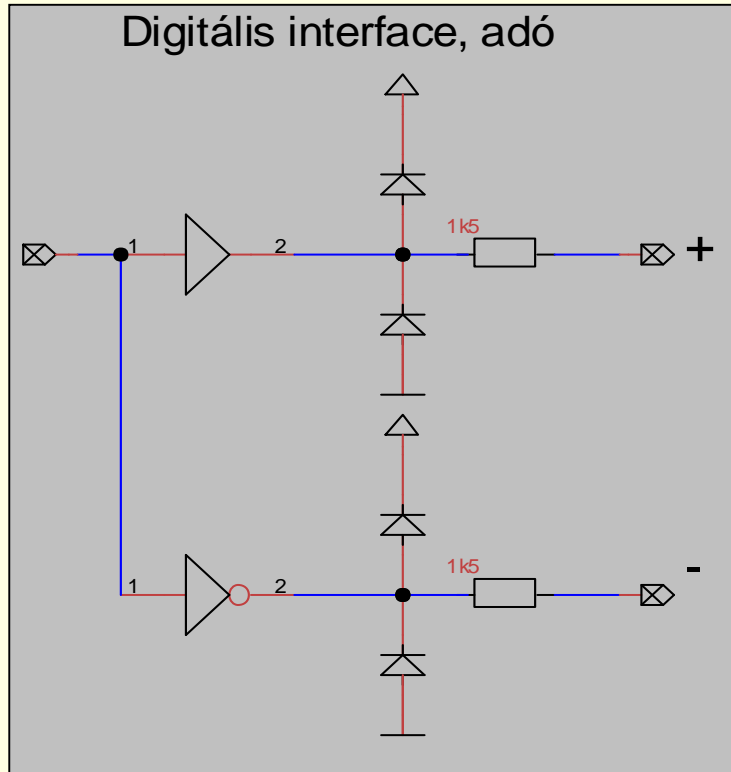 Digitális interface, adó
1k5
1 2 +
1k5 -
1 2